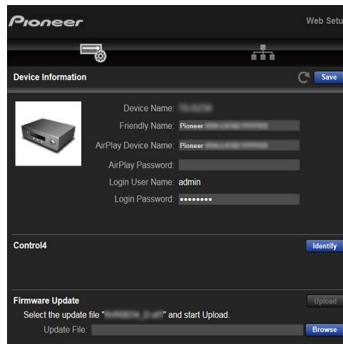 Pioneer Web Setu
Device Information Save
Device Name:
Friendly Name: Pioneer
AirPlay Device Name: Pioneer
AirPlay Password:
Login User Name: admin
Login Password: ••••••••
Control4 Identify
Firmware Update Upload
Select the update file " " and start Upload.
Update File: Browse